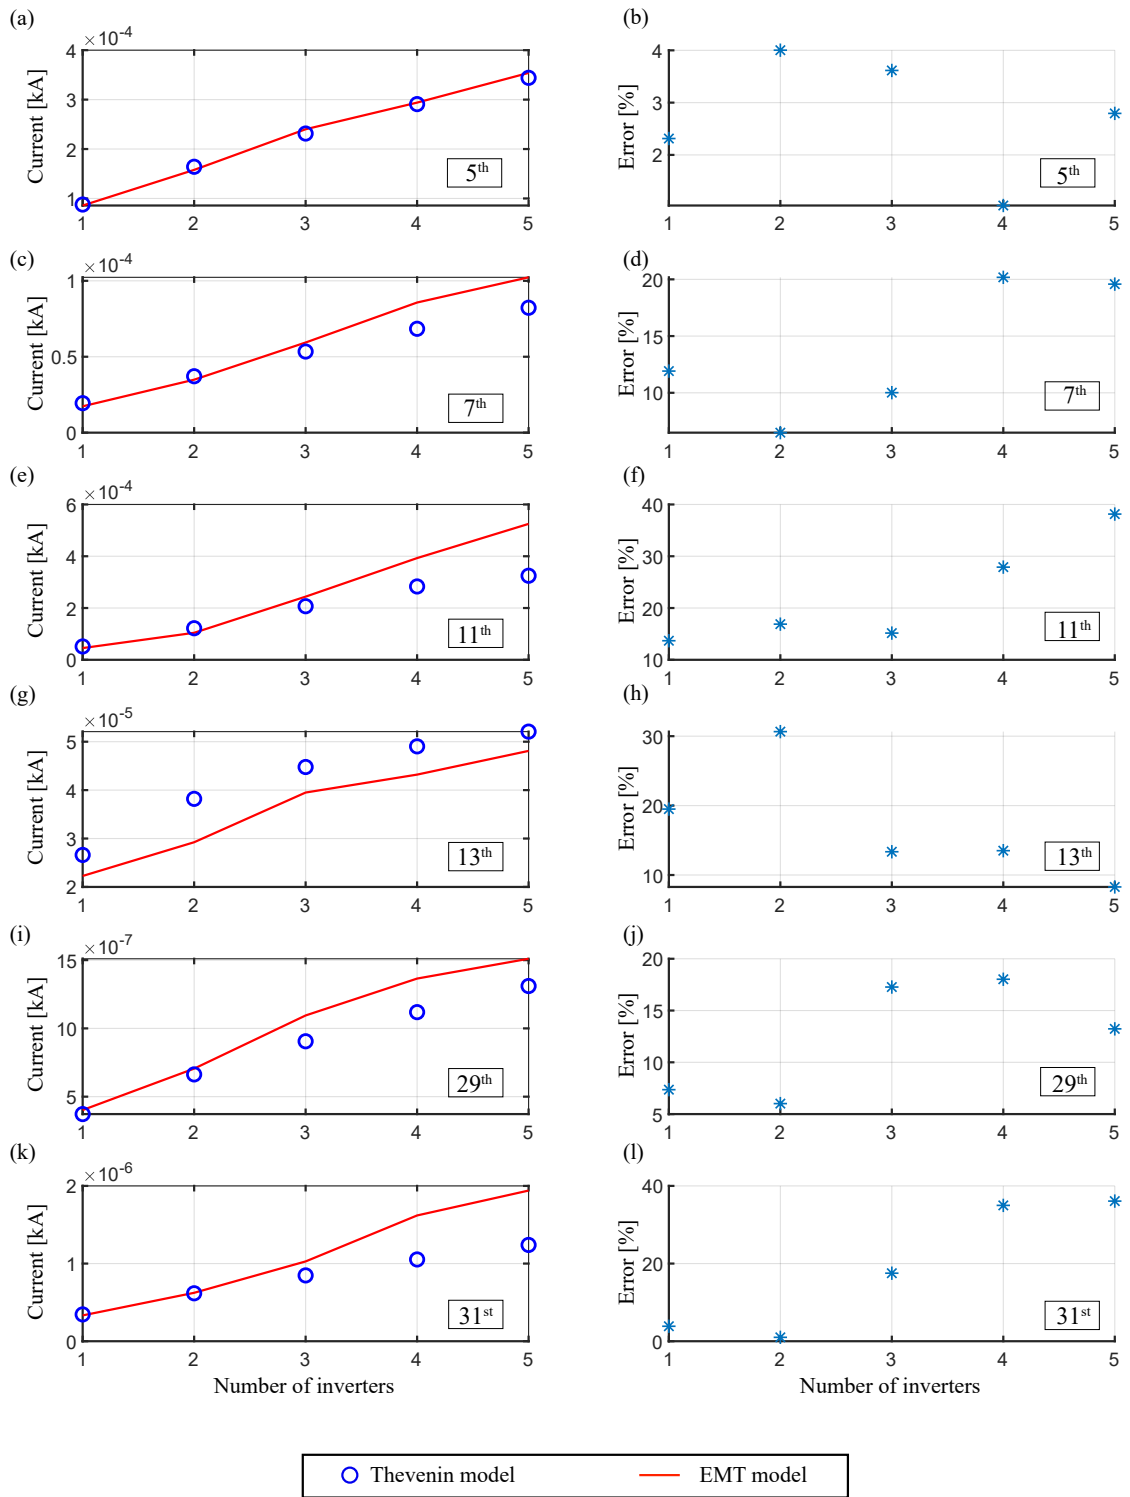 (a)
×10⁻⁴
Current [kA]
4
3
2
1
5ᵗʰ
1 2 3 4 5
(b)
Error [%]
4
3
2
5ᵗʰ
1 2 3 4 5
(c)
×10⁻⁴
Current [kA]
1
0.5
0
7ᵗʰ
1 2 3 4 5
(d)
Error [%]
20
15
10
7ᵗʰ
1 2 3 4 5
(e)
×10⁻⁴
Current [kA]
6
4
2
0
11ᵗʰ
1 2 3 4 5
(f)
Error [%]
40
30
20
10
11ᵗʰ
1 2 3 4 5
(g)
×10⁻⁵
Current [kA]
5
4
3
2
13ᵗʰ
1 2 3 4 5
(h)
Error [%]
30
20
10
13ᵗʰ
1 2 3 4 5
(i)
×10⁻⁷
Current [kA]
15
10
5
29ᵗʰ
1 2 3 4 5
(j)
Error [%]
20
15
10
5
29ᵗʰ
1 2 3 4 5
(k)
×10⁻⁶
Current [kA]
2
1
0
31ˢᵗ
1 2 3 4 5
Number of inverters
(l)
Error [%]
40
20
0
31ˢᵗ
1 2 3 4 5
Number of inverters
Thevenin model
EMT model